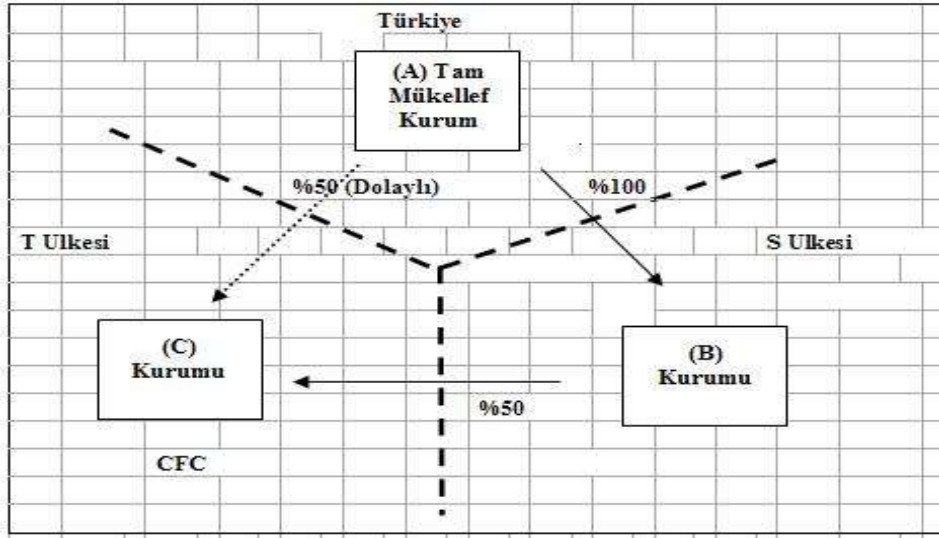 Türkiye
(A) Tam
Mükellef
Kurum
%50 (Dolaylı)
%100
T Ulkesi
S Ulkesi
(C)
Kurumu
(B)
Kurumu
%50
CFC